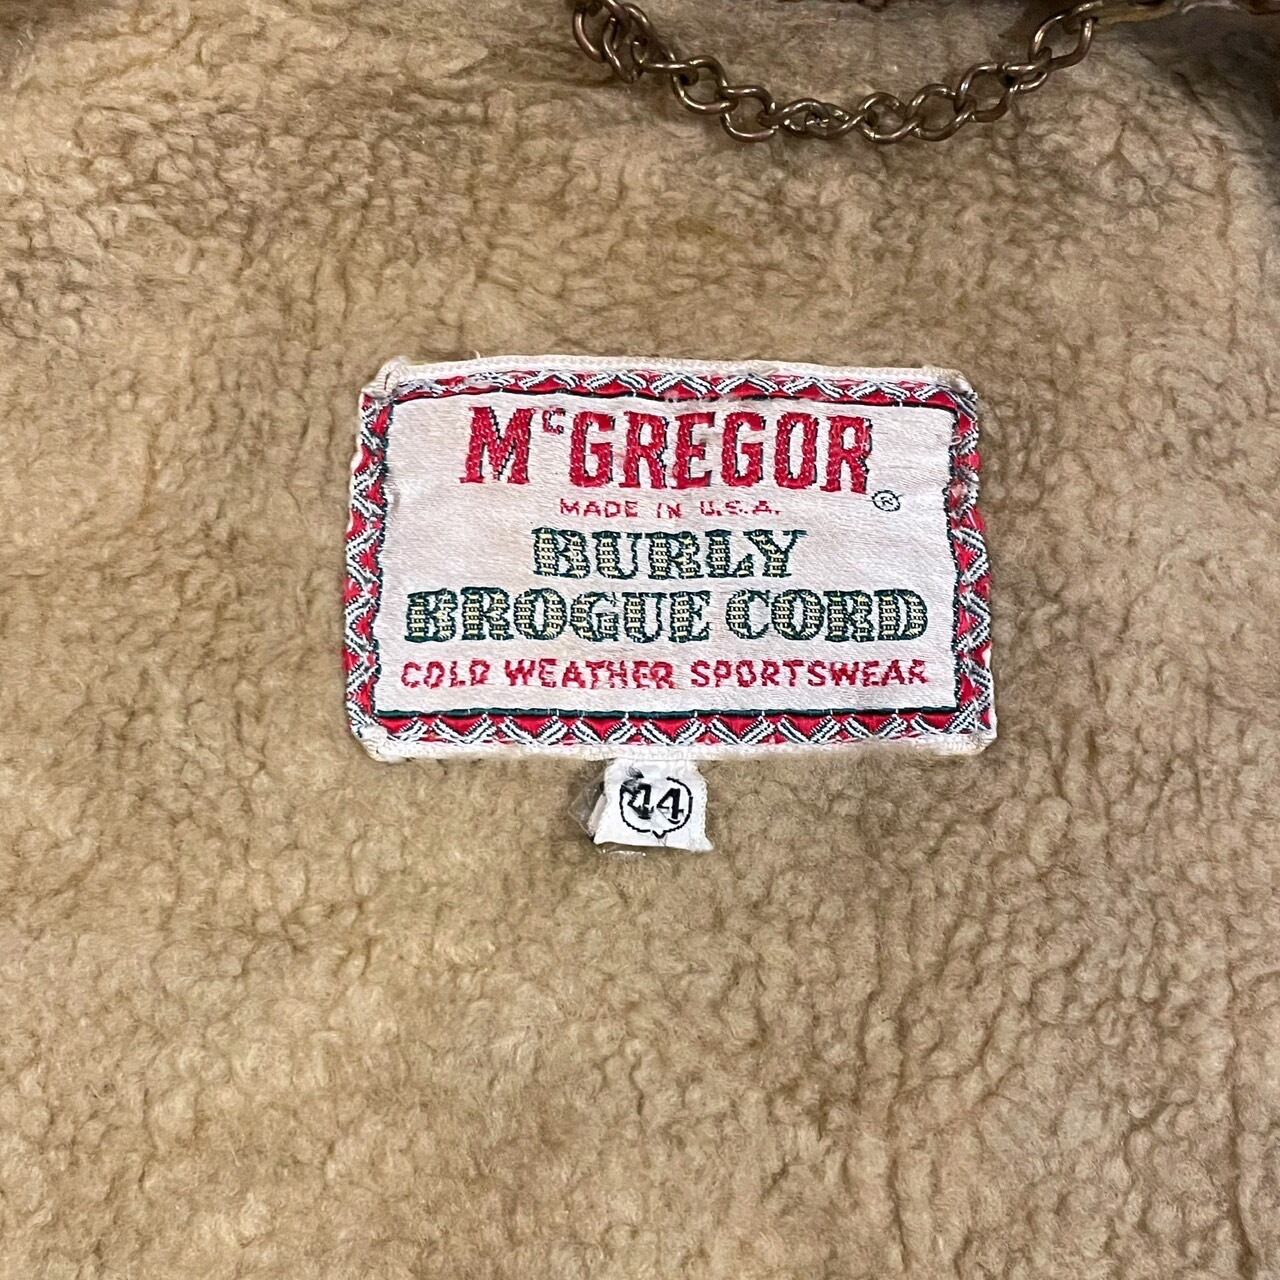 McGREGOR
®
MADE IN U.S.A.
BURLY
BROGUE CORD
COLD WEATHER SPORTSWEAR
44